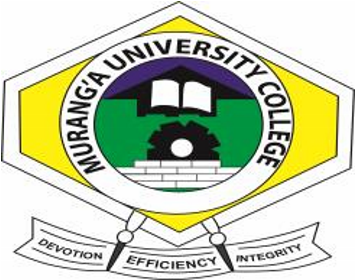 MURANG'A UNIVERSITY COLLEGE
DEVOTION EFFICIENCY INTEGRITY